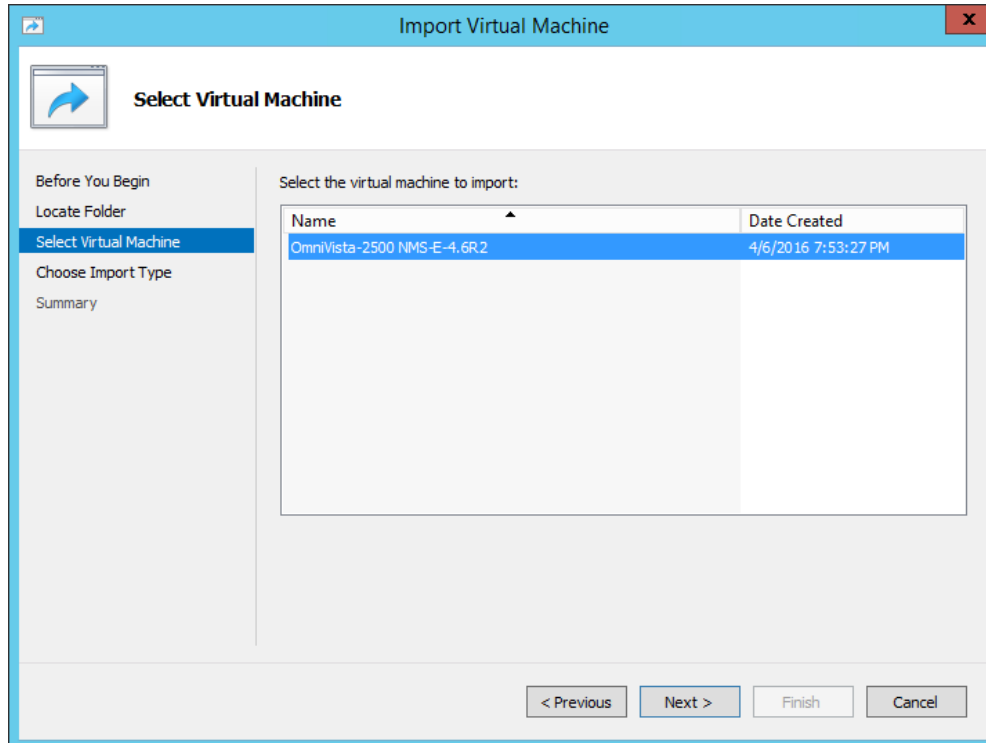 Import Virtual Machine
x
Select Virtual Machine
Before You Begin
Locate Folder
Select Virtual Machine
Choose Import Type
Summary
Select the virtual machine to import:
Name Date Created
OmniVista-2500 NMS-E-4.6R2 4/6/2016 7:53:27 PM
< Previous Next > Finish Cancel